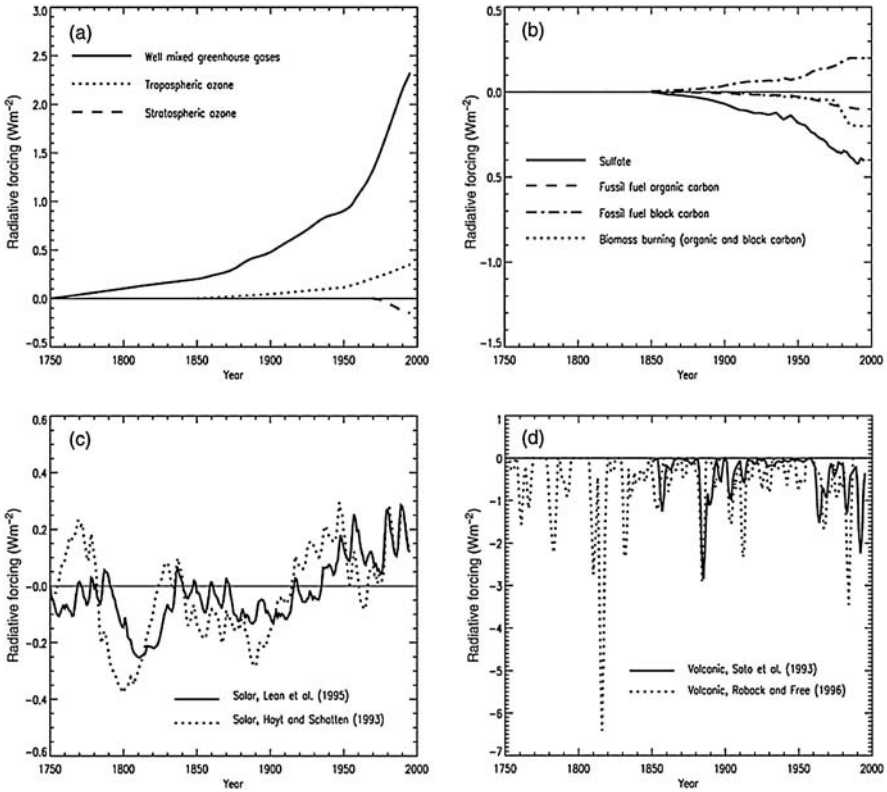 (a)
Radiative forcing (Wm−2)
3.0
2.5
2.0
1.5
1.0
0.5
0.0
−0.5
Well mixed greenhouse gases
Tropospheric ozone
Stratospheric ozone
1750 1800 1850 1900 1950 2000
Year
(b)
Radiative forcing (Wm−2)
0.5
0.0
0.5
−1.0
−1.5
Sulfate
Fussil fuel organic carbon
Fossil fuel black carbon
Biomass burning (organic and black carbon)
1750 1800 1850 1900 1950 2000
Year
(c)
Radiative forcing (Wm−2)
0.6
0.4
0.2
−0.0
−0.2
−0.4
−0.6
Solar, Lean et al. (1995)
Solar, Hoyt and Schatten (1993)
1750 1800 1850 1900 1950 2000
Year
(d)
Radiative forcing (Wm−2)
1
0
−1
−2
−3
−4
−5
−6
−7
Volcanic, Sato et al. (1993)
Volcanic, Roback and Free (1996)
1750 1800 1850 1900 1950 2000
Year